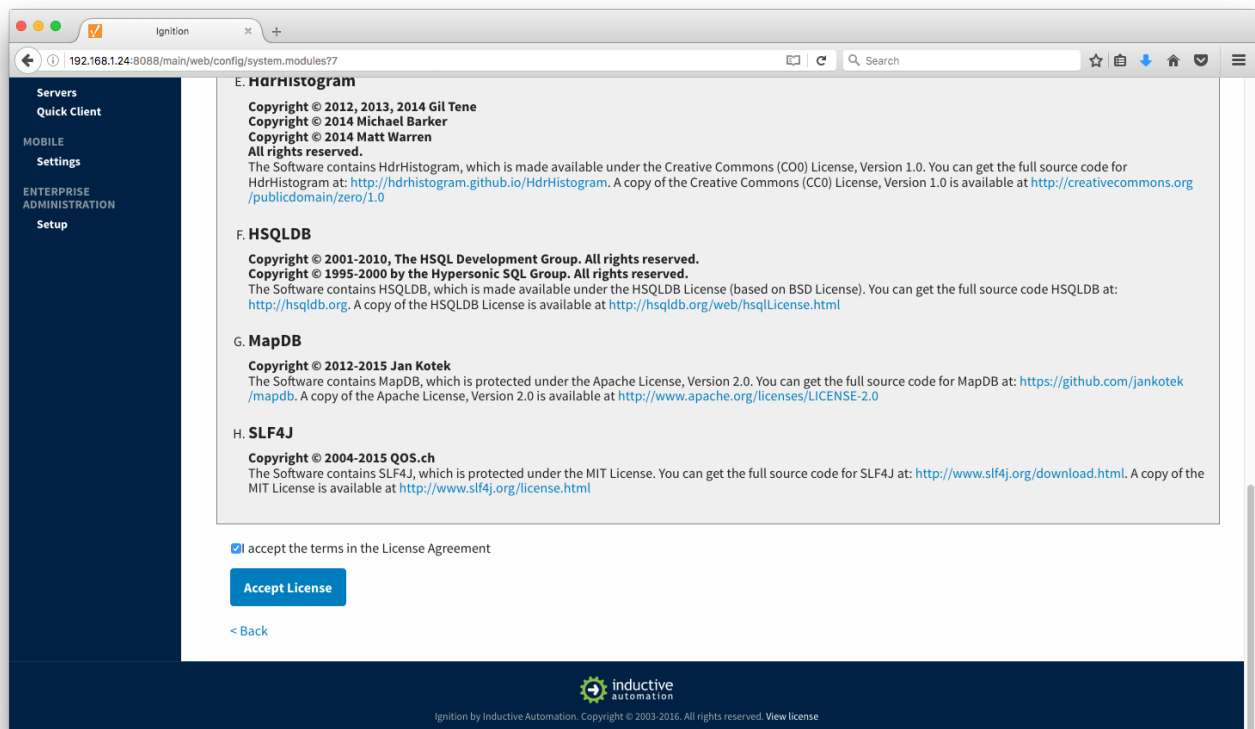 Ignition
192.168.1.24:8088/main/web/config/system.modules?7
Search
Servers
Quick Client
MOBILE
Settings
ENTERPRISE
ADMINISTRATION
Setup
E. HdrHistogram
Copyright © 2012, 2013, 2014 Gil Tene
Copyright © 2014 Michael Barker
Copyright © 2014 Matt Warren
All rights reserved.
The Software contains HdrHistogram, which is made available under the Creative Commons (CO0) License, Version 1.0. You can get the full source code for
HdrHistogram at: http://hdrhistogram.github.io/HdrHistogram. A copy of the Creative Commons (CC0) License, Version 1.0 is available at http://creativecommons.org
/publicdomain/zero/1.0
F. HSQLDB
Copyright © 2001-2010, The HSQL Development Group. All rights reserved.
Copyright © 1995-2000 by the Hypersonic SQL Group. All rights reserved.
The Software contains HSQLDB, which is made available under the HSQLDB License (based on BSD License). You can get the full source code HSQLDB at:
http://hsqldb.org. A copy of the HSQLDB License is available at http://hsqldb.org/web/hsqlLicense.html
G. MapDB
Copyright © 2012-2015 Jan Kotek
The Software contains MapDB, which is protected under the Apache License, Version 2.0. You can get the full source code for MapDB at: https://github.com/jankotek
/mapdb. A copy of the Apache License, Version 2.0 is available at http://www.apache.org/licenses/LICENSE-2.0
H. SLF4J
Copyright © 2004-2015 QOS.ch
The Software contains SLF4J, which is protected under the MIT License. You can get the full source code for SLF4J at: http://www.slf4j.org/download.html. A copy of the
MIT License is available at http://www.slf4j.org/license.html
I accept the terms in the License Agreement
Accept License
< Back
inductive
automation
Ignition by Inductive Automation. Copyright © 2003-2016. All rights reserved. View license